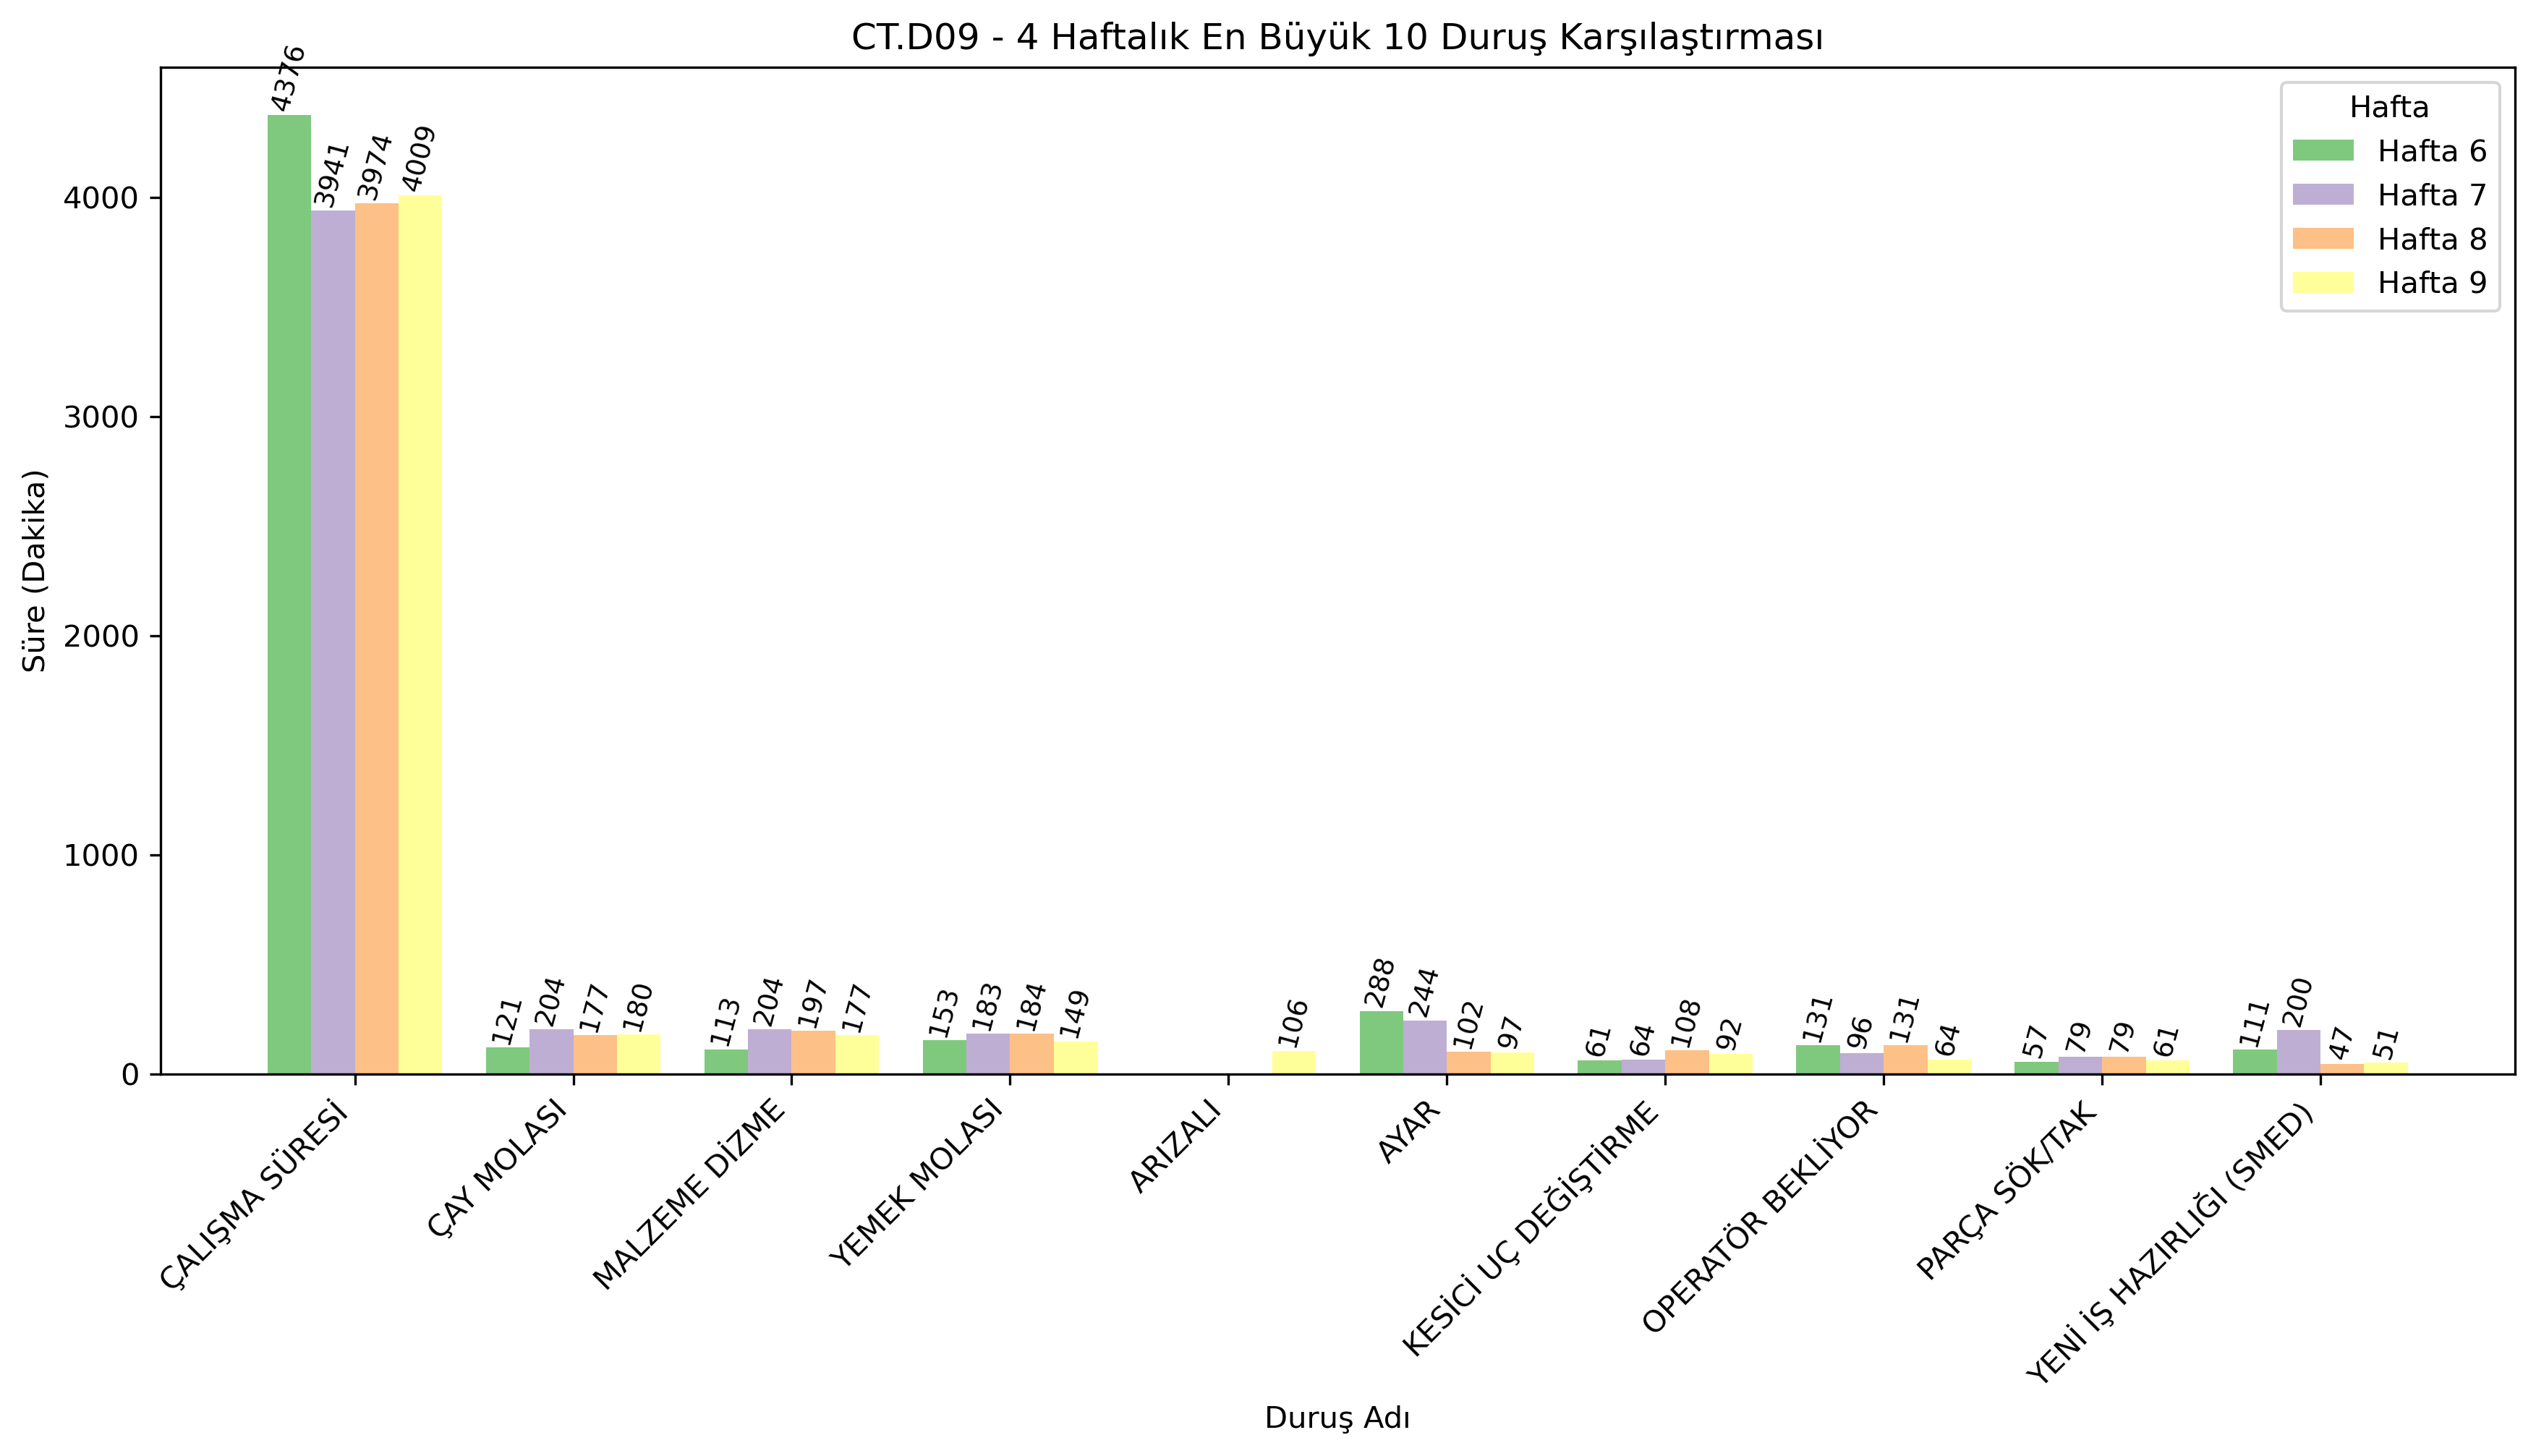 CT.D09 - 4 Haftalık En Büyük 10 Duruş Karşılaştırması
Hafta
Hafta 6
Hafta 7
Hafta 8
Hafta 9
Süre (Dakika)
4000
3000
2000
1000
0
4376
3941
3974
4009
121
204
177
180
113
204
197
177
153
183
184
149
106
288
244
102
97
61
64
108
92
131
96
131
64
57
79
79
61
111
200
47
51
ÇALIŞMA SÜRESİ
ÇAY MOLASI
MALZEME DİZME
YEMEK MOLASI
ARIZALI
AYAR
KESİCİ UÇ DEĞİŞTİRME
OPERATÖR BEKLİYOR
PARÇA SÖK/TAK
YENİ İŞ HAZIRLIĞI (SMED)
Duruş Adı